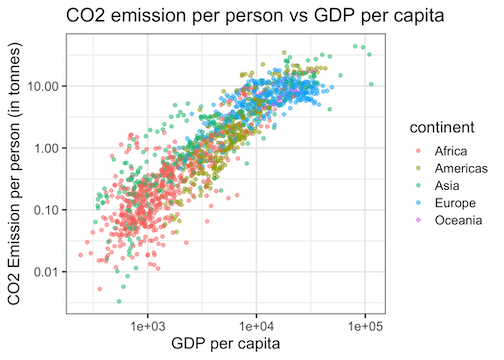 CO2 emission per person vs GDP per capita
CO2 Emission per person (in tonnes)
10.00
1.00
0.10
0.01
1e+03 1e+04 1e+05
GDP per capita
continent
Africa
Americas
Asia
Europe
Oceania